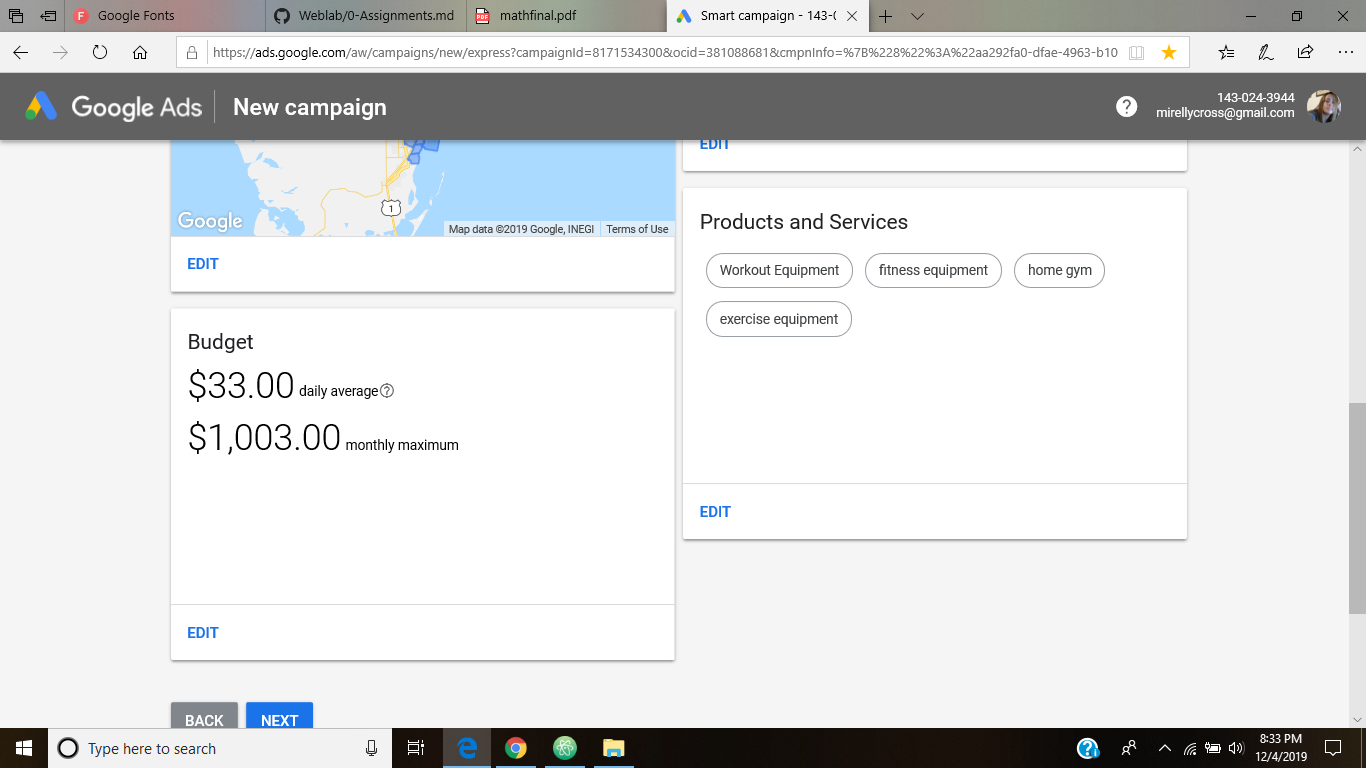 Google Fonts
Weblab/0-Assignments.md
mathfinal.pdf
Smart campaign - 143-0
https://ads.google.com/aw/campaigns/new/express?campaignId=8171534300&ocid=381088681&cmpnInfo=%7B%228%22%3A%22aa292fa0-dfae-4963-b10
Google Ads
New campaign
143-024-3944
mirellycross@gmail.com
1
Google
Map data ©2019 Google, INEGI
Terms of Use
EDIT
Budget
$33.00 daily average
$1,003.00 monthly maximum
EDIT
EDIT
Products and Services
Workout Equipment
fitness equipment
home gym
exercise equipment
EDIT
BACK
NEXT
Type here to search
8:33 PM
12/4/2019